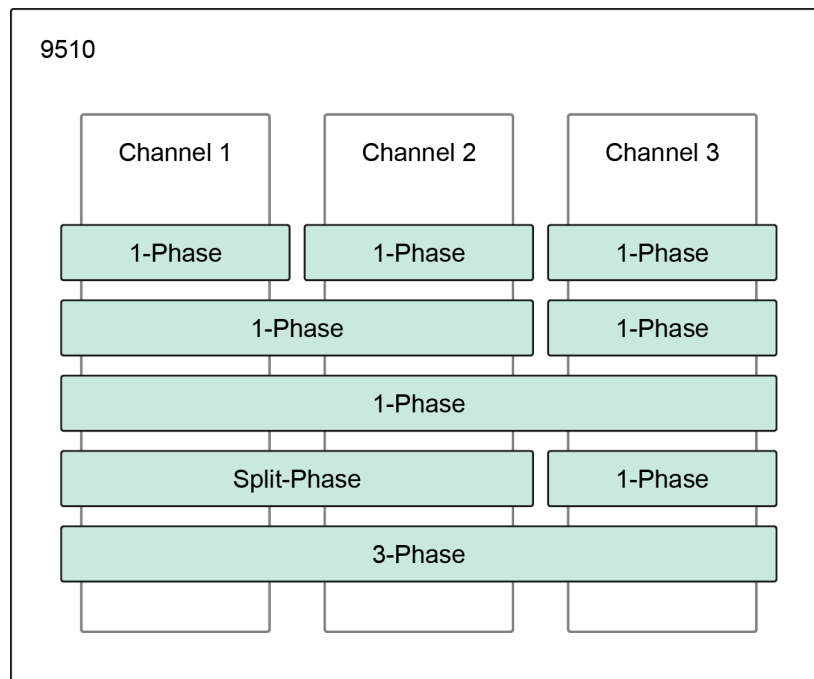 9510
Channel 1 Channel 2 Channel 3
1-Phase 1-Phase 1-Phase
1-Phase 1-Phase
1-Phase
Split-Phase 1-Phase
3-Phase